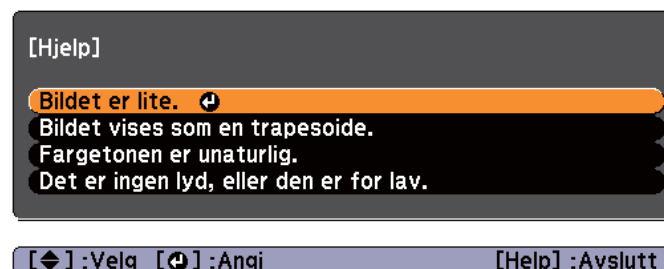 [Hjelp]
Bildet er lite.
Bildet vises som en trapesoide.
Fargetonen er unaturlig.
Det er ingen lyd, eller den er for lav.
[◆] :Velg [↵] :Angi [Help] :Avslutt